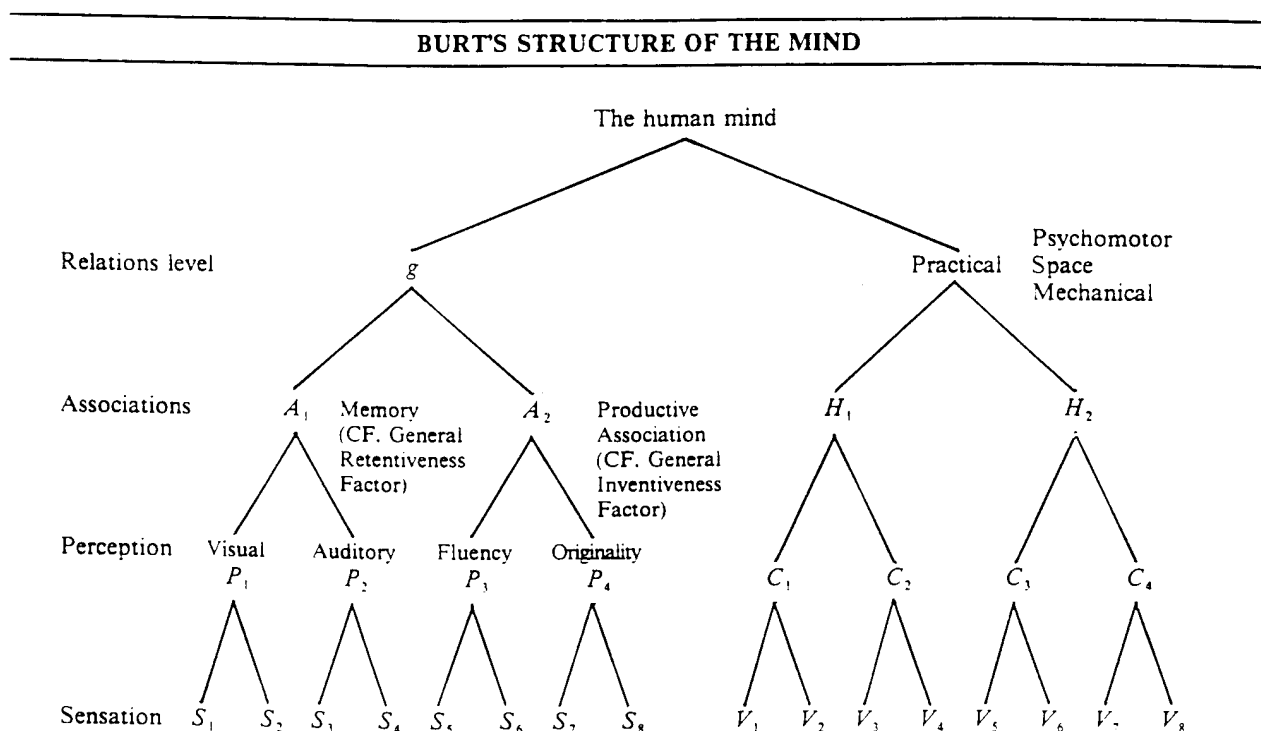 BURT'S STRUCTURE OF THE MIND
The human mind
Relations level g Practical Psychomotor
Space
Mechanical
Associations A₁ Memory
(CF. General
Retentiveness
Factor) A₂ Productive
Association
(CF. General
Inventiveness
Factor) H₁ H₂
Perception Visual Auditory Fluency Originality
P₁ P₂ P₃ P₄ C₁ C₂ C₃ C₄
Sensation S₁ S₂ S₃ S₄ S₅ S₆ S₇ S₈ V₁ V₂ V₃ V₄ V₅ V₆ V₇ V₈